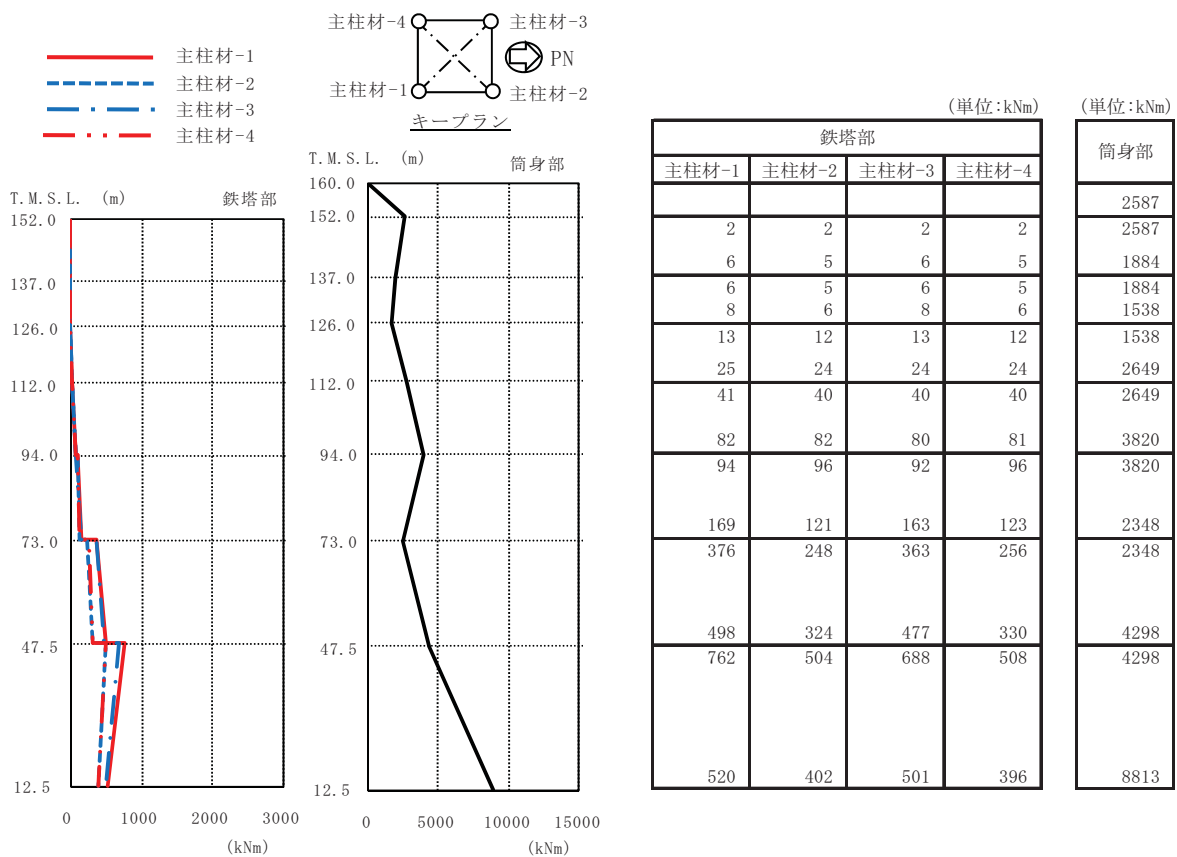 主柱材-1
主柱材-2
主柱材-3
主柱材-4
主柱材-4
主柱材-3
PN
主柱材-1
主柱材-2
キープラン
T.M.S.L. (m)
鉄塔部
152.0
137.0
126.0
112.0
94.0
73.0
47.5
12.5
0 1000 2000 3000
(kNm)
T.M.S.L. (m)
筒身部
160.0
152.0
137.0
126.0
112.0
94.0
73.0
47.5
12.5
0 5000 10000 15000
(kNm)
(単位:kNm) (単位:kNm)
鉄塔部 筒身部
主柱材-1 主柱材-2 主柱材-3 主柱材-4
2587
2 2 2 2 2587
6 5 6 5 1884
6 5 6 5 1884
8 6 8 6 1538
13 12 13 12 1538
25 24 24 24 2649
41 40 40 40 2649
82 82 80 81 3820
94 96 92 96 3820
169 121 163 123 2348
376 248 363 256 2348
498 324 477 330 4298
762 504 688 508 4298
520 402 501 396 8813